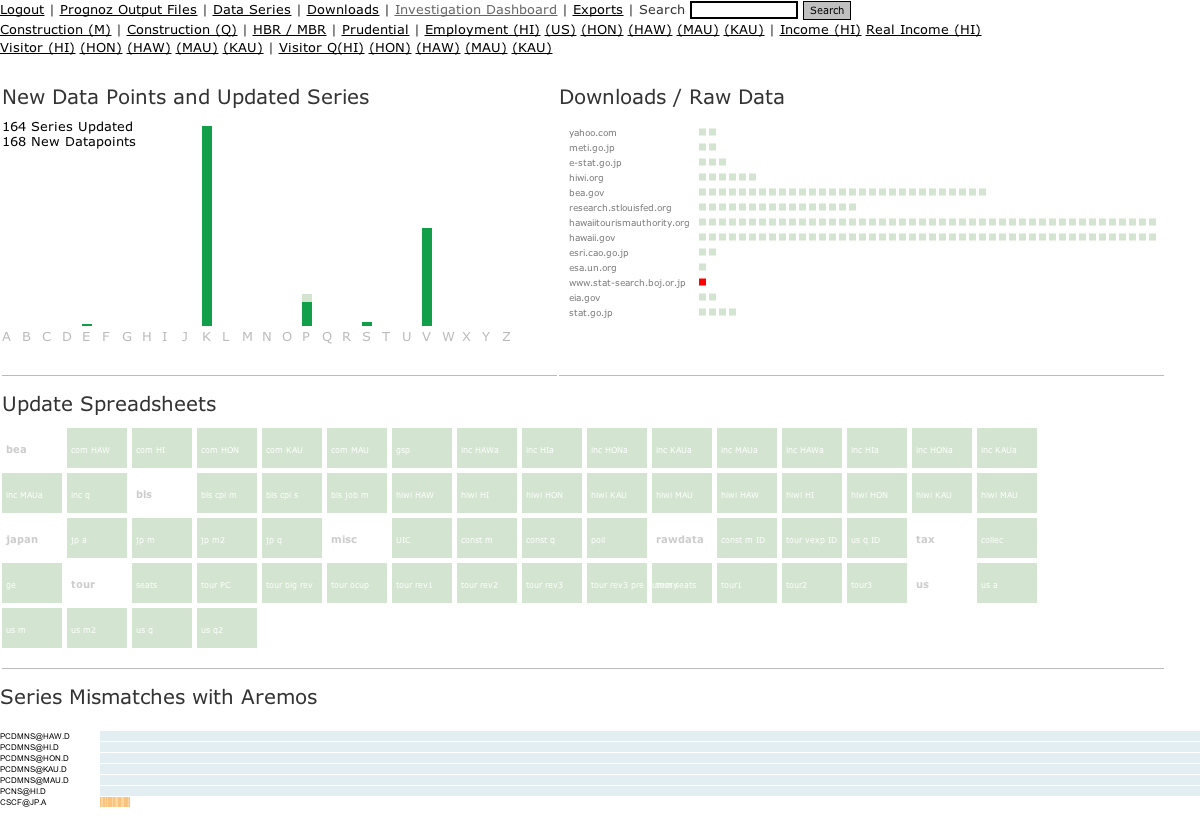 Logout | Prognoz Output Files | Data Series | Downloads | Investigation Dashboard | Exports | Search Search
Construction (M) | Construction (Q) | HBR / MBR | Prudential | Employment (HI) (US) (HON) (HAW) (MAU) (KAU) | Income (HI) Real Income (HI)
Visitor (HI) (HON) (HAW) (MAU) (KAU) | Visitor Q(HI) (HON) (HAW) (MAU) (KAU)
New Data Points and Updated Series
164 Series Updated
168 New Datapoints
A B C D E F G H I J K L M N O P Q R S T U V W X Y Z
Downloads / Raw Data
yahoo.com
meti.go.jp
e-stat.go.jp
hiwi.org
bea.gov
research.stlouisfed.org
hawaiitourismauthority.org
hawaii.gov
esri.cao.go.jp
esa.un.org
www.stat-search.boj.or.jp
eia.gov
stat.go.jp
Update Spreadsheets
bea com HAW com HI com HON com KAU com MAU gsp inc HAWa inc HIa inc HONa inc KAUa inc MAUa inc HAWa inc HIa inc HONa inc KAUa
inc MAUa inc q bls bls cpi m bls cpi s bls job m hiwi HAW hiwi HI hiwi HON hiwi KAU hiwi MAU hiwi HAW hiwi HI hiwi HON hiwi KAU hiwi MAU
japan jp a jp m jp m2 jp q misc UIC const m const q poli rawdata const m ID tour vexp ID us q ID tax collec
ge tour seats tour PC tour big rev tour ocup tour rev1 tour rev2 tour rev3 tour rev3 pre tour seats tour1 tour2 tour3 us us a
us m us m2 us q us q2
Series Mismatches with Aremos
PCDMNS@HAW.D
PCDMNS@HI.D
PCDMNS@HON.D
PCDMNS@KAU.D
PCDMNS@MAU.D
PCNS@HI.D
CSCF@JP.A